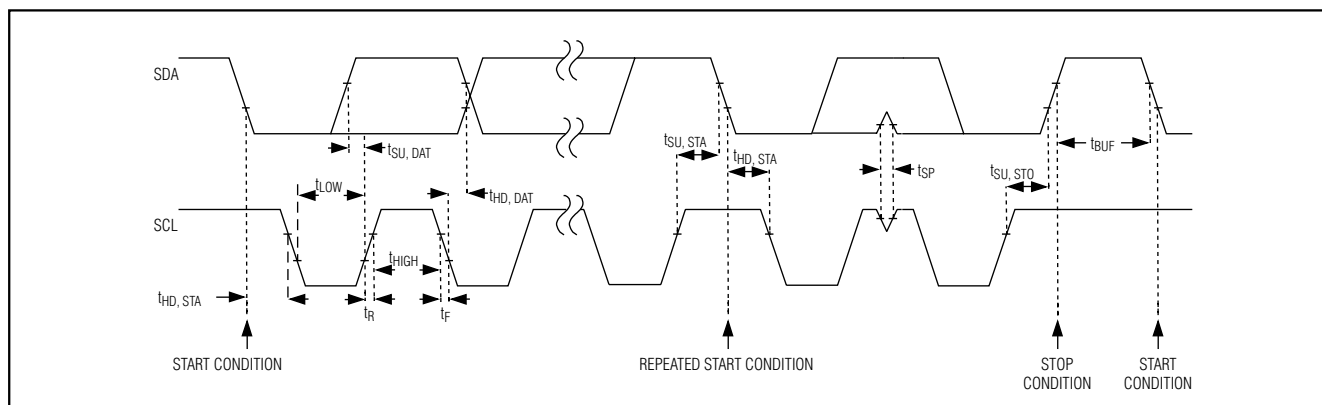 SDA
tSU, DAT
tSU, STA
tHD, STA
tBUF
tLOW
tHD, DAT
tSP
tSU, STO
SCL
tHIGH
tHD, STA
tR
tF
START CONDITION
REPEATED START CONDITION
STOP
CONDITION
START
CONDITION